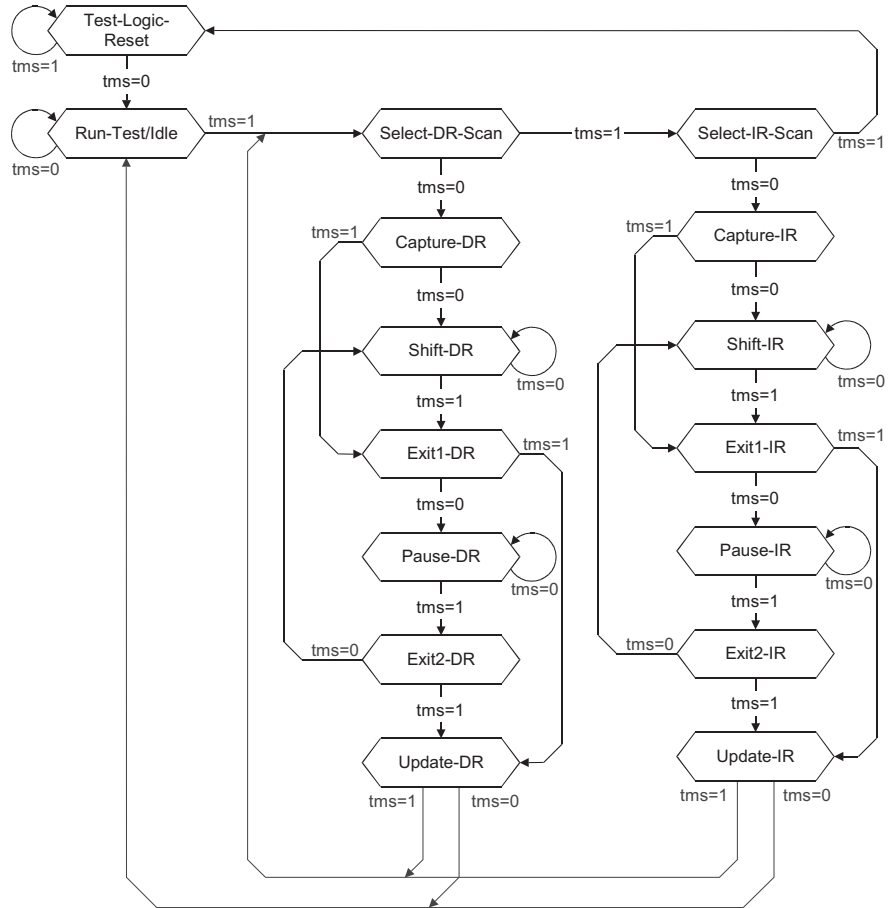 Test-Logic-
Reset
tms=1
tms=0
Run-Test/Idle
tms=1
Select-DR-Scan
tms=1
Select-IR-Scan
tms=1
tms=0
tms=0
tms=0
tms=1
Capture-DR
tms=1
Capture-IR
tms=0
tms=0
Shift-DR
tms=0
Shift-IR
tms=0
tms=1
tms=1
Exit1-DR
tms=1
Exit1-IR
tms=1
tms=0
tms=0
Pause-DR
tms=0
Pause-IR
tms=0
tms=1
tms=1
tms=0
Exit2-DR
tms=0
Exit2-IR
tms=1
tms=1
Update-DR
Update-IR
tms=1
tms=0
tms=1
tms=0